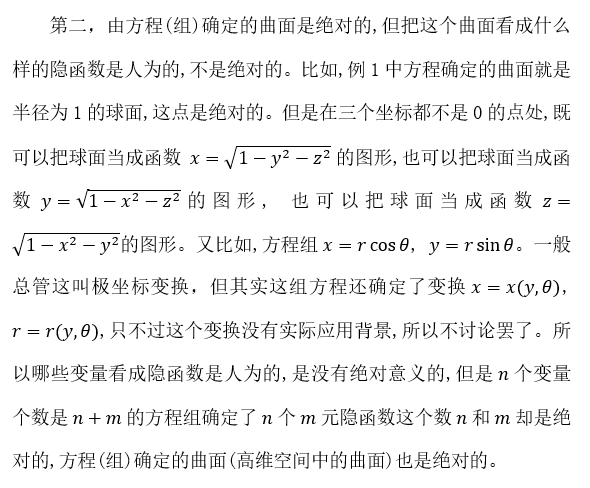 第二，由方程(组)确定的曲面是绝对的,但把这个曲面看成什么
样的隐函数是人为的,不是绝对的。比如,例 1 中方程确定的曲面就是
半径为 1 的球面,这点是绝对的。但是在三个坐标都不是 0 的点处,既
可以把球面当成函数 x = √(1 − y² − z²) 的图形,也可以把球面当成函
数 y = √(1 − x² − z²) 的图形, 也可以把球面当成函数 z =
√(1 − x² − y²)的图形。又比如,方程组 x = r cos θ, y = r sin θ。一般
总管这叫极坐标变换，但其实这组方程还确定了变换 x = x(y, θ),
r = r(y, θ),只不过这个变换没有实际应用背景,所以不讨论罢了。所
以哪些变量看成隐函数是人为的,是没有绝对意义的,但是 n 个变量
个数是 n + m 的方程组确定了 n 个 m 元隐函数这个数 n 和 m 却是绝
对的,方程(组)确定的曲面(高维空间中的曲面)也是绝对的。